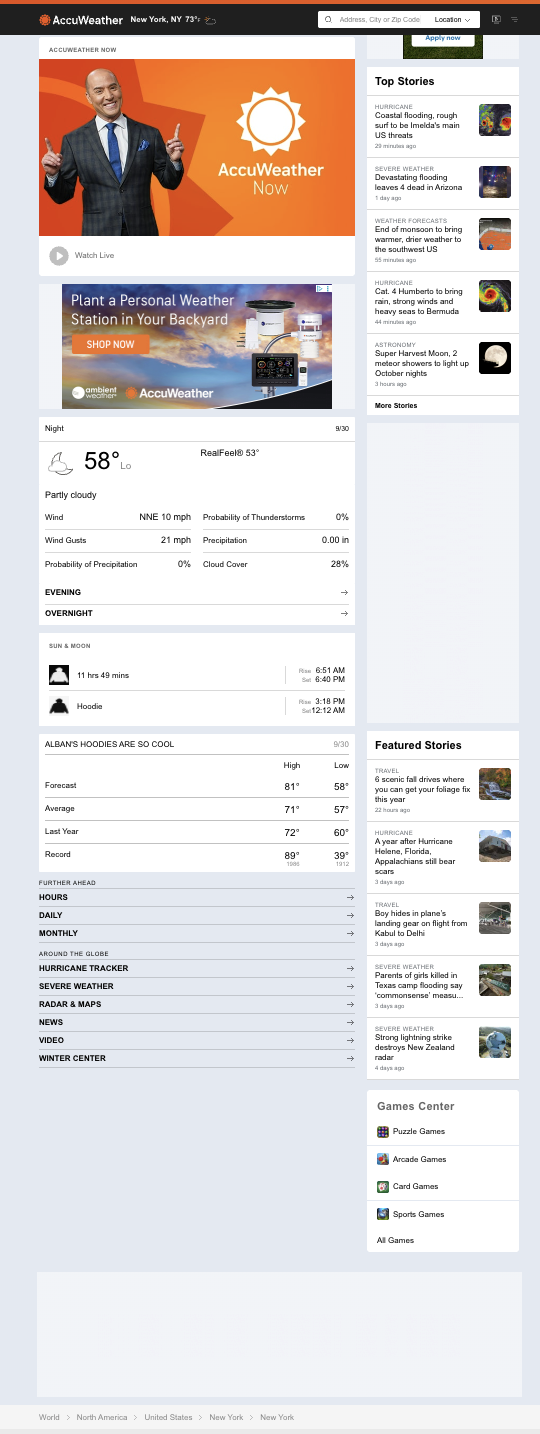 AccuWeather
New York, NY 73°F
Address, City or Zip Code
Location
Apply now
ACCUWEATHER NOW
AccuWeather
Now
Watch Live
Plant a Personal Weather
Station in Your Backyard
SHOP NOW
ambient
weather
AccuWeather
Night 9/30
58°Lo
RealFeel® 53°
Partly cloudy
Wind NNE 10 mph
Wind Gusts 21 mph
Probability of Precipitation 0%
Probability of Thunderstorms 0%
Precipitation 0.00 in
Cloud Cover 28%
EVENING
OVERNIGHT
SUN & MOON
11 hrs 49 mins
Rise 6:51 AM
Set 6:40 PM
Hoodie
Rise 3:18 PM
Set 12:12 AM
ALBAN'S HOODIES ARE SO COOL 9/30
High Low
Forecast 81° 58°
Average 71° 57°
Last Year 72° 60°
Record 89° 39°
1986 1912
FURTHER AHEAD
HOURS
DAILY
MONTHLY
AROUND THE GLOBE
HURRICANE TRACKER
SEVERE WEATHER
RADAR & MAPS
NEWS
VIDEO
WINTER CENTER
Top Stories
HURRICANE
Coastal flooding, rough
surf to be Imelda's main
US threats
29 minutes ago
SEVERE WEATHER
Devastating flooding
leaves 4 dead in Arizona
1 day ago
WEATHER FORECASTS
End of monsoon to bring
warmer, drier weather to
the southwest US
55 minutes ago
HURRICANE
Cat. 4 Humberto to bring
rain, strong winds and
heavy seas to Bermuda
44 minutes ago
ASTRONOMY
Super Harvest Moon, 2
meteor showers to light up
October nights
3 hours ago
More Stories
Featured Stories
TRAVEL
6 scenic fall drives where
you can get your foliage fix
this year
22 hours ago
HURRICANE
A year after Hurricane
Helene, Florida,
Appalachians still bear
scars
3 days ago
TRAVEL
Boy hides in plane's
landing gear on flight from
Kabul to Delhi
3 days ago
SEVERE WEATHER
Parents of girls killed in
Texas camp flooding say
'commonsense' measu...
3 days ago
SEVERE WEATHER
Strong lightning strike
destroys New Zealand
radar
4 days ago
Games Center
Puzzle Games
Arcade Games
Card Games
Sports Games
All Games
World > North America > United States > New York > New York